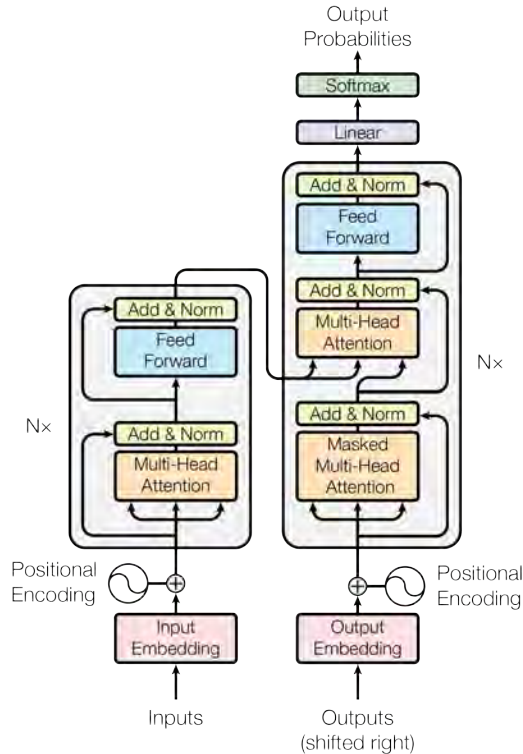 Output
Probabilities
Softmax
Linear
Add & Norm
Feed
Forward
Add & Norm
Multi-Head
Attention
Add & Norm
Masked
Multi-Head
Attention
N×
Add & Norm
Feed
Forward
Add & Norm
Multi-Head
Attention
N×
Positional
Encoding
Positional
Encoding
Input
Embedding
Output
Embedding
Inputs
Outputs
(shifted right)